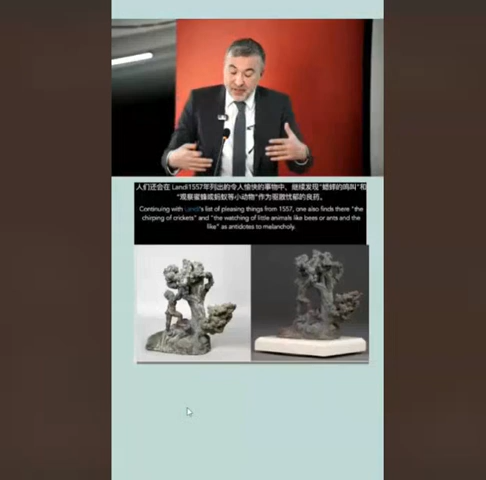 人们还会在 Landi1557年列出的令人愉快的事物中、继续发现"蟋蟀的鸣叫"和
"观察蜜蜂或蚂蚁等小动物"作为驱散忧郁的良药。
Continuing with Landi's list of pleasing things from 1557, one also finds there "the
chirping of crickets" and "the watching of little animals like bees or ants and the
like" as antidotes to melancholy.